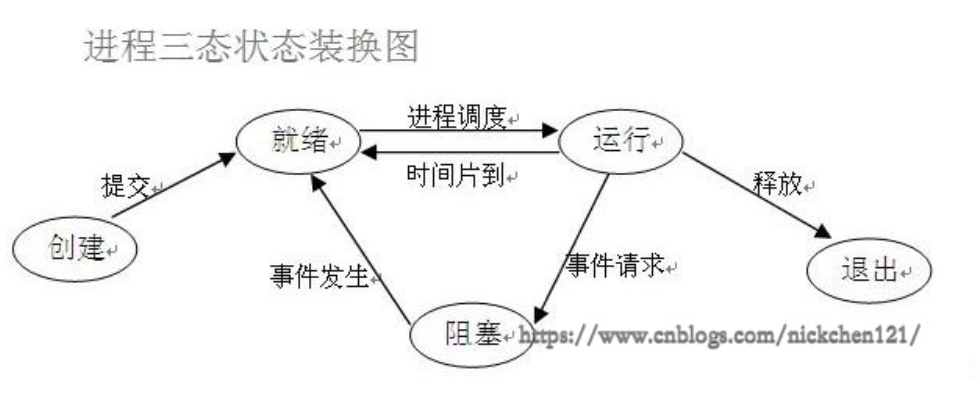 进程三态状态装换图
进程调度
就绪
运行
时间片到
提交
释放
创建
事件发生
事件请求
退出
阻塞
https://www.cnblogs.com/nickchen121/